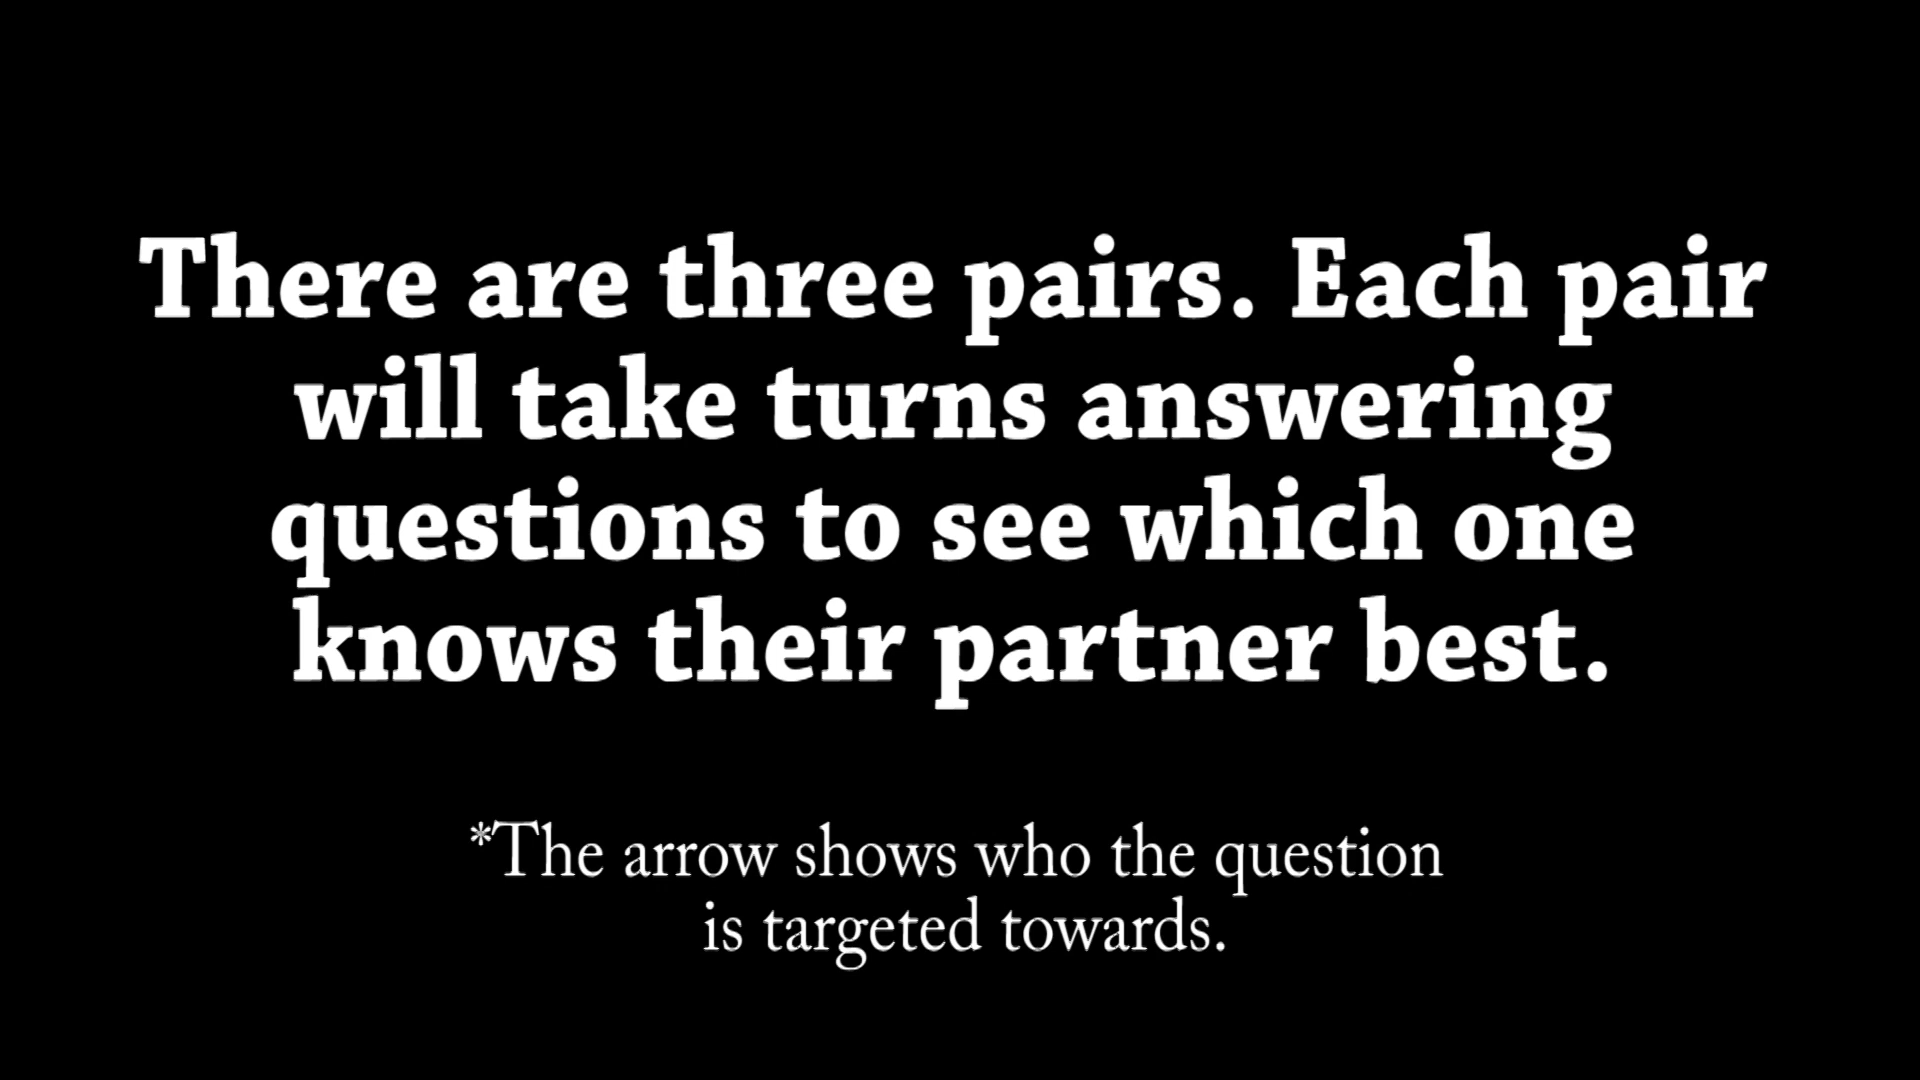 There are three pairs. Each pair
will take turns answering
questions to see which one
knows their partner best.
*The arrow shows who the question
is targeted towards.